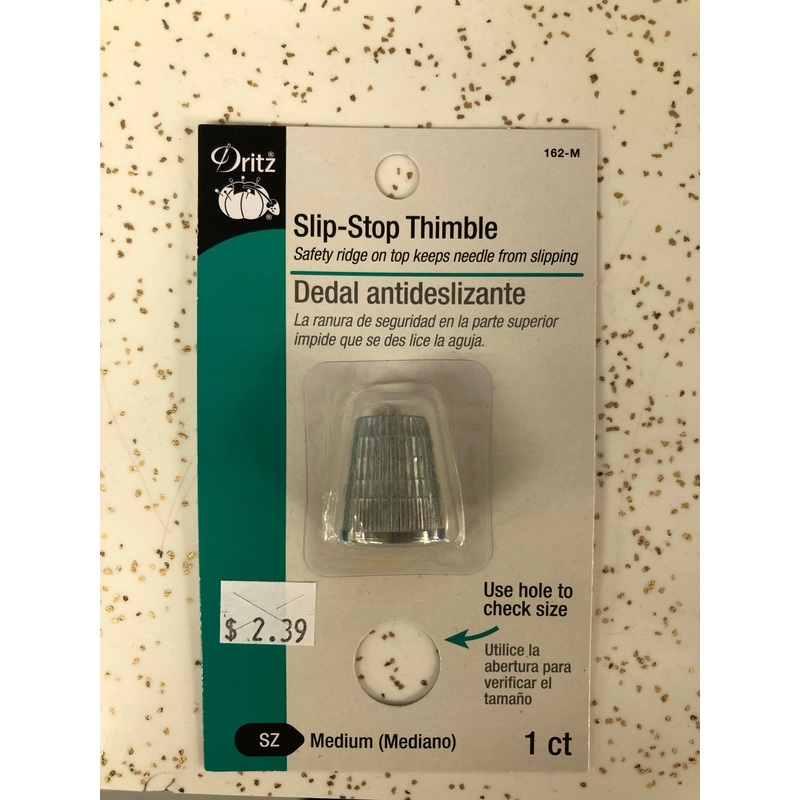 Dritz®
®
162-M
Slip-Stop Thimble
Safety ridge on top keeps needle from slipping
Dedal antideslizante
La ranura de seguridad en la parte superior
impide que se des lice la aguja.
Use hole to
check size
Utilice la
abertura para
verificar el
tamaño
$ 2.39
SZ
Medium (Mediano)
1 ct